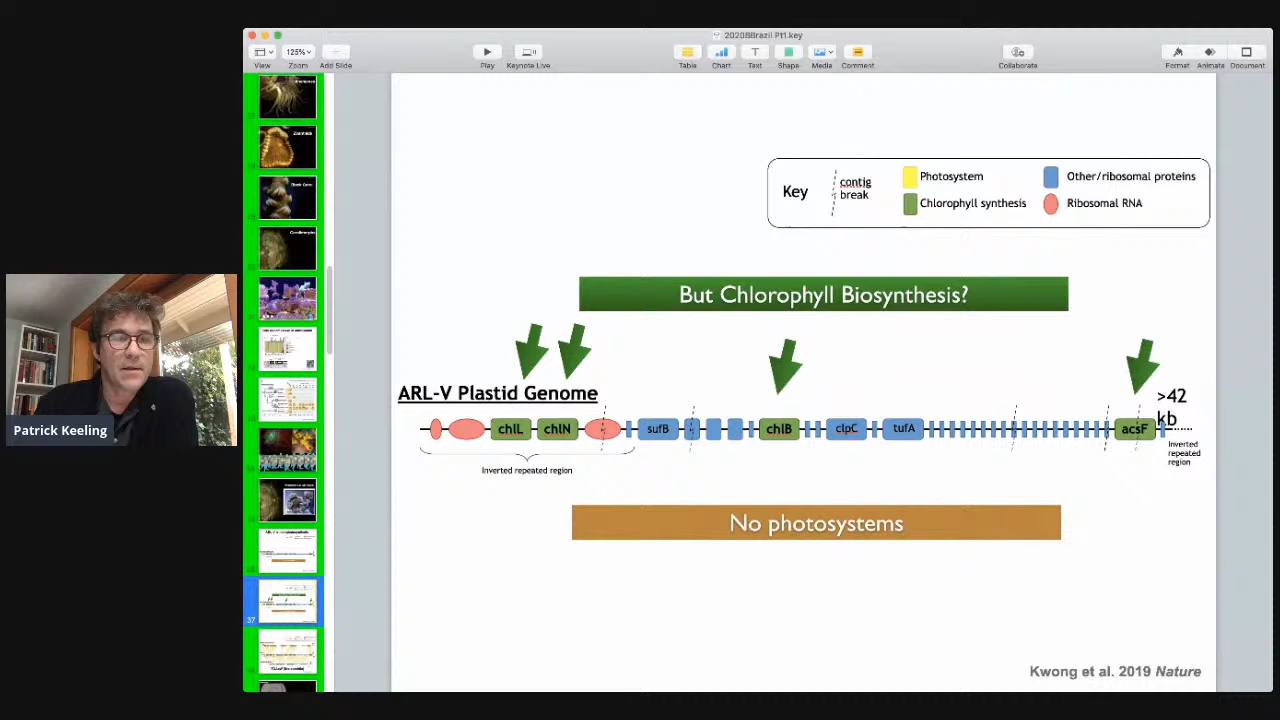 2020BBrazil Pt1.key
125%
View
Zoom
Add Slide
Play
Keynote Live
Table
Chart
Text
Shape
Media
Comment
Collaborate
Format
Animate
Document
Key
contig
break
Photosystem
Chlorophyll synthesis
Other/ribosomal proteins
Ribosomal RNA
But Chlorophyll Biosynthesis?
ARL-V Plastid Genome
>42
kb
chlL
chlN
sufB
chlB
clpC
tufA
acsF
Inverted repeated region
Inverted
repeated
region
No photosystems
Kwong et al. 2019 Nature
Patrick Keeling
37